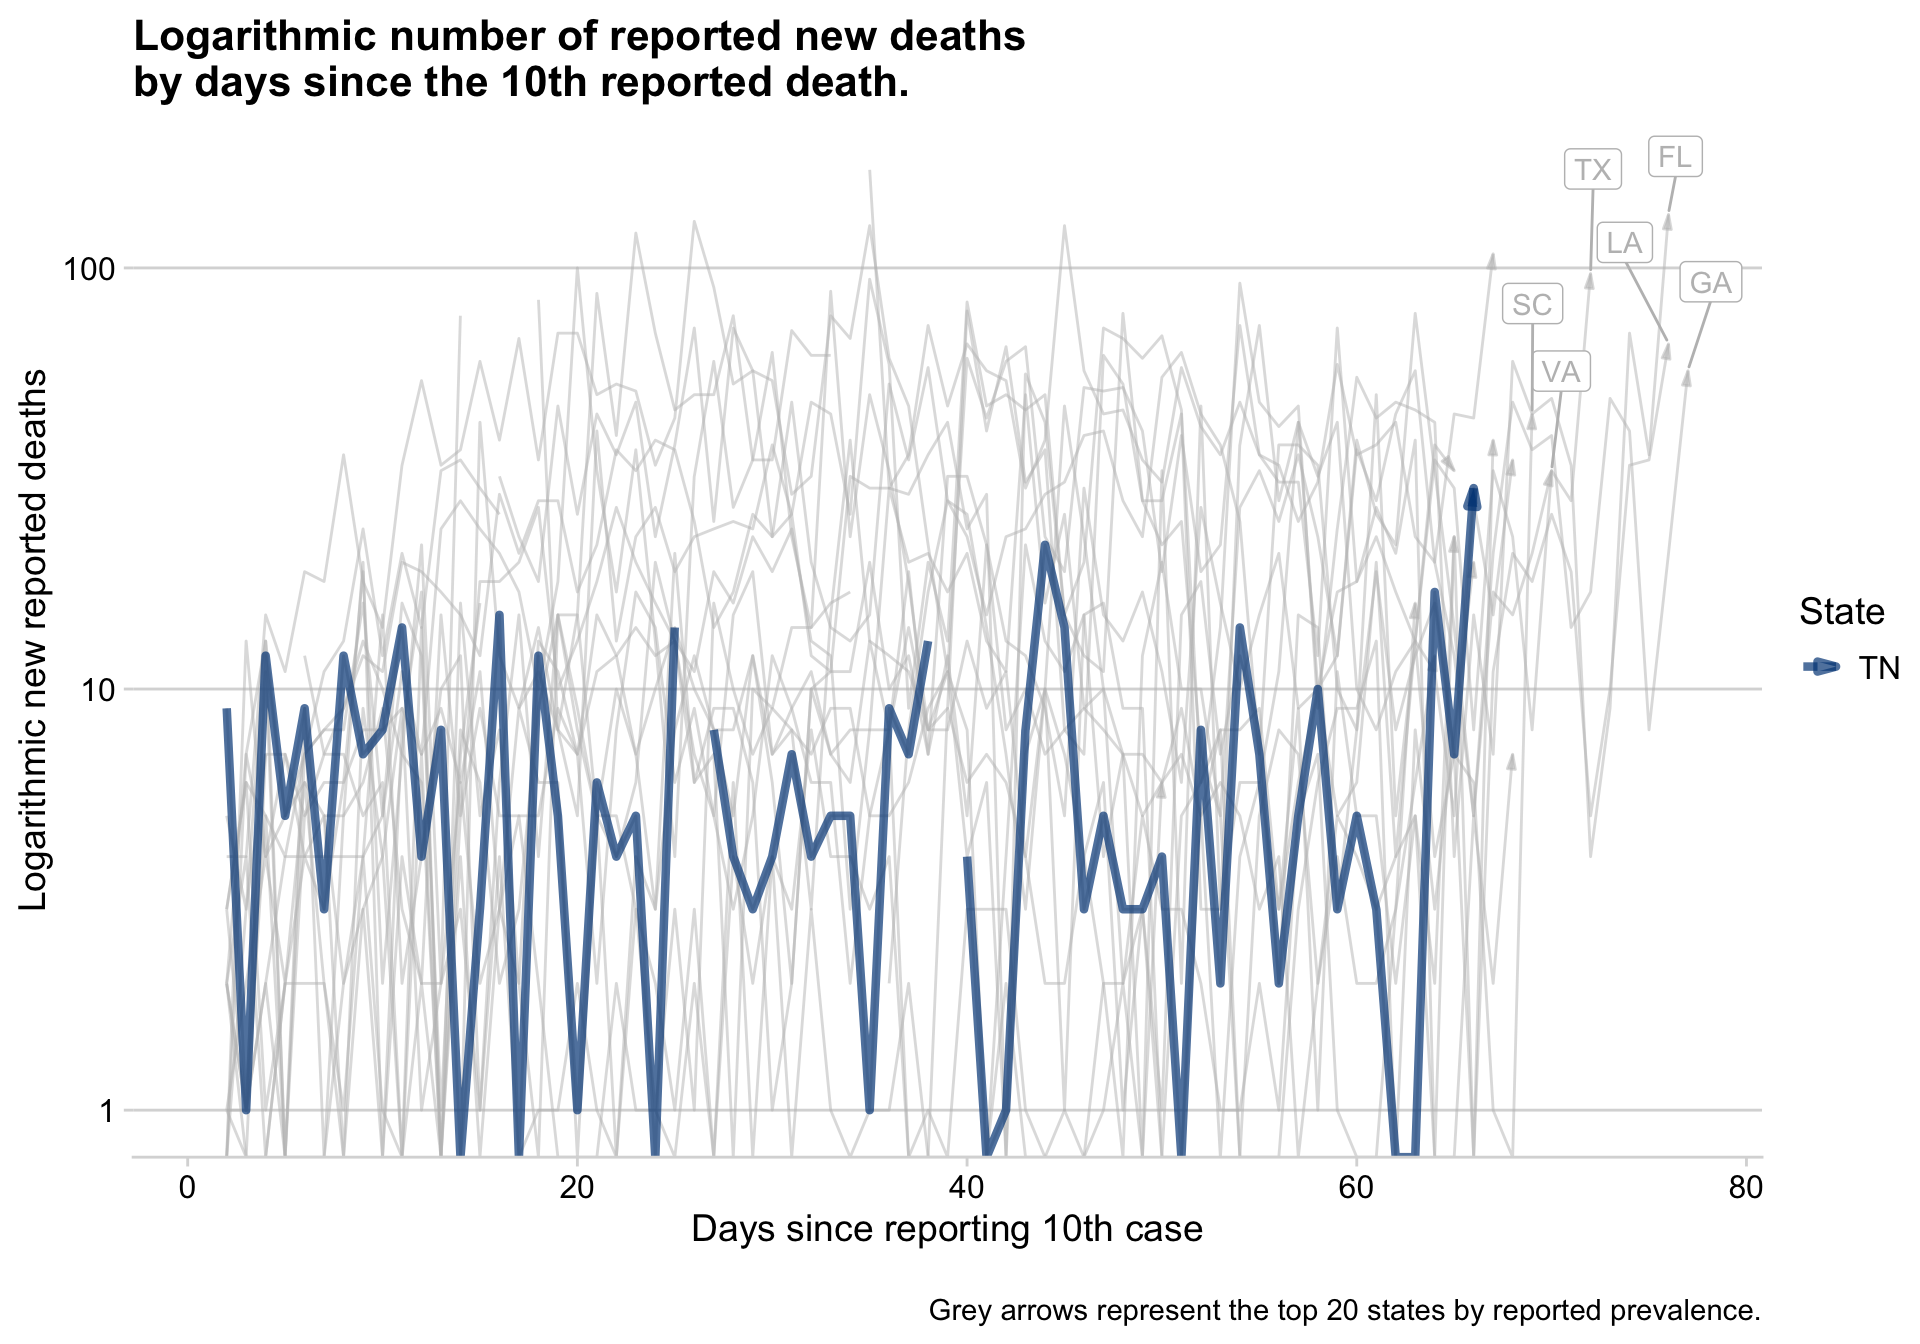 Logarithmic number of reported new deaths
by days since the 10th reported death.
TX
FL
LA
GA
SC
VA
100
10
1
Logarithmic new reported deaths
0
20
40
60
80
Days since reporting 10th case
State
TN
Grey arrows represent the top 20 states by reported prevalence.